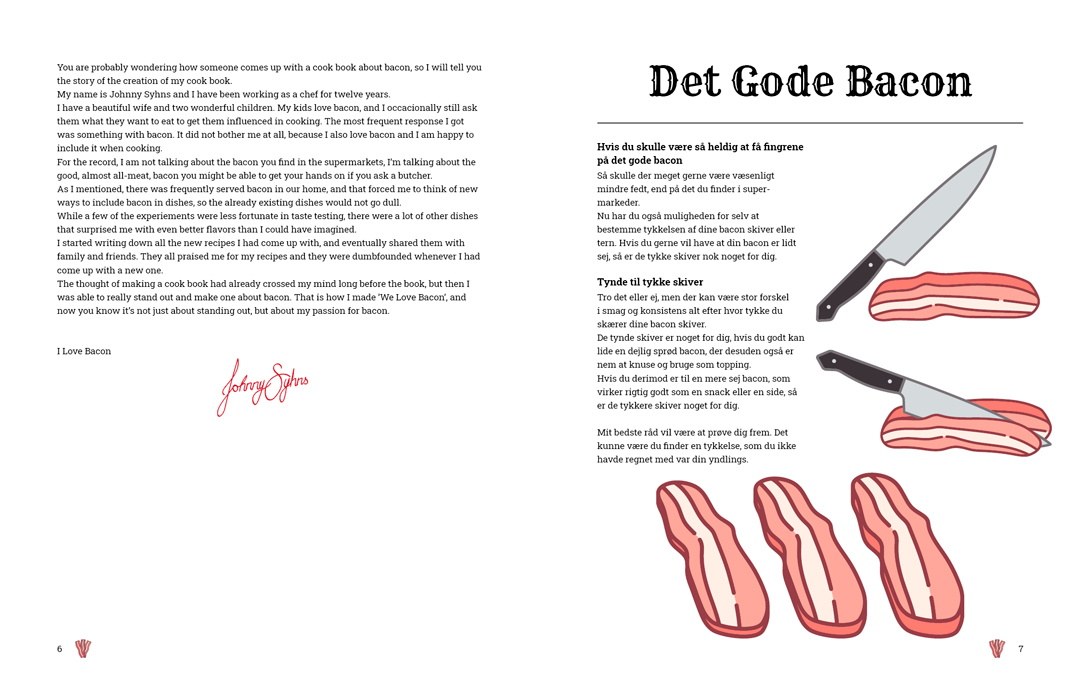 You are probably wondering how someone comes up with a cook book about bacon, so I will tell you
the story of the creation of my cook book.
My name is Johnny Syhns and I have been working as a chef for twelve years.
I have a beautiful wife and two wonderful children. My kids love bacon, and I occacionally still ask
them what they want to eat to get them influenced in cooking. The most frequent response I got
was something with bacon. It did not bother me at all, because I also love bacon and I am happy to
include it when cooking.
For the record, I am not talking about the bacon you find in the supermarkets, I'm talking about the
good, almost all-meat, bacon you might be able to get your hands on if you ask a butcher.
As I mentioned, there was frequently served bacon in our home, and that forced me to think of new
ways to include bacon in dishes, so the already existing dishes would not go dull.
While a few of the experiements were less fortunate in taste testing, there were a lot of other dishes
that surprised me with even better flavors than I could have imagined.
I started writing down all the new recipes I had come up with, and eventually shared them with
family and friends. They all praised me for my recipes and they were dumbfounded whenever I had
come up with a new one.
The thought of making a cook book had already crossed my mind long before the book, but then I
was able to really stand out and make one about bacon. That is how I made 'We Love Bacon', and
now you know it's not just about standing out, but about my passion for bacon.
I Love Bacon
Johnny Syhns
6
Det Gode Bacon
Hvis du skulle være så heldig at få fingrene
på det gode bacon
Så skulle der meget gerne være væsenligt
mindre fedt, end på det du finder i super-
markeder.
Nu har du også muligheden for selv at
bestemme tykkelsen af dine bacon skiver eller
tern. Hvis du gerne vil have at din bacon er lidt
sej, så er de tykke skiver nok noget for dig.
Tynde til tykke skiver
Tro det eller ej, men der kan være stor forskel
i smag og konsistens alt efter hvor tykke du
skærer dine bacon skiver.
De tynde skiver er noget for dig, hvis du godt kan
lide en dejlig sprød bacon, der desuden også er
nem at knuse og bruge som topping.
Hvis du derimod er til en mere sej bacon, som
virker rigtig godt som en snack eller en side, så
er de tykkere skiver noget for dig.
Mit bedste råd vil være at prøve dig frem. Det
kunne være du finder en tykkelse, som du ikke
havde regnet med var din yndlings.
7